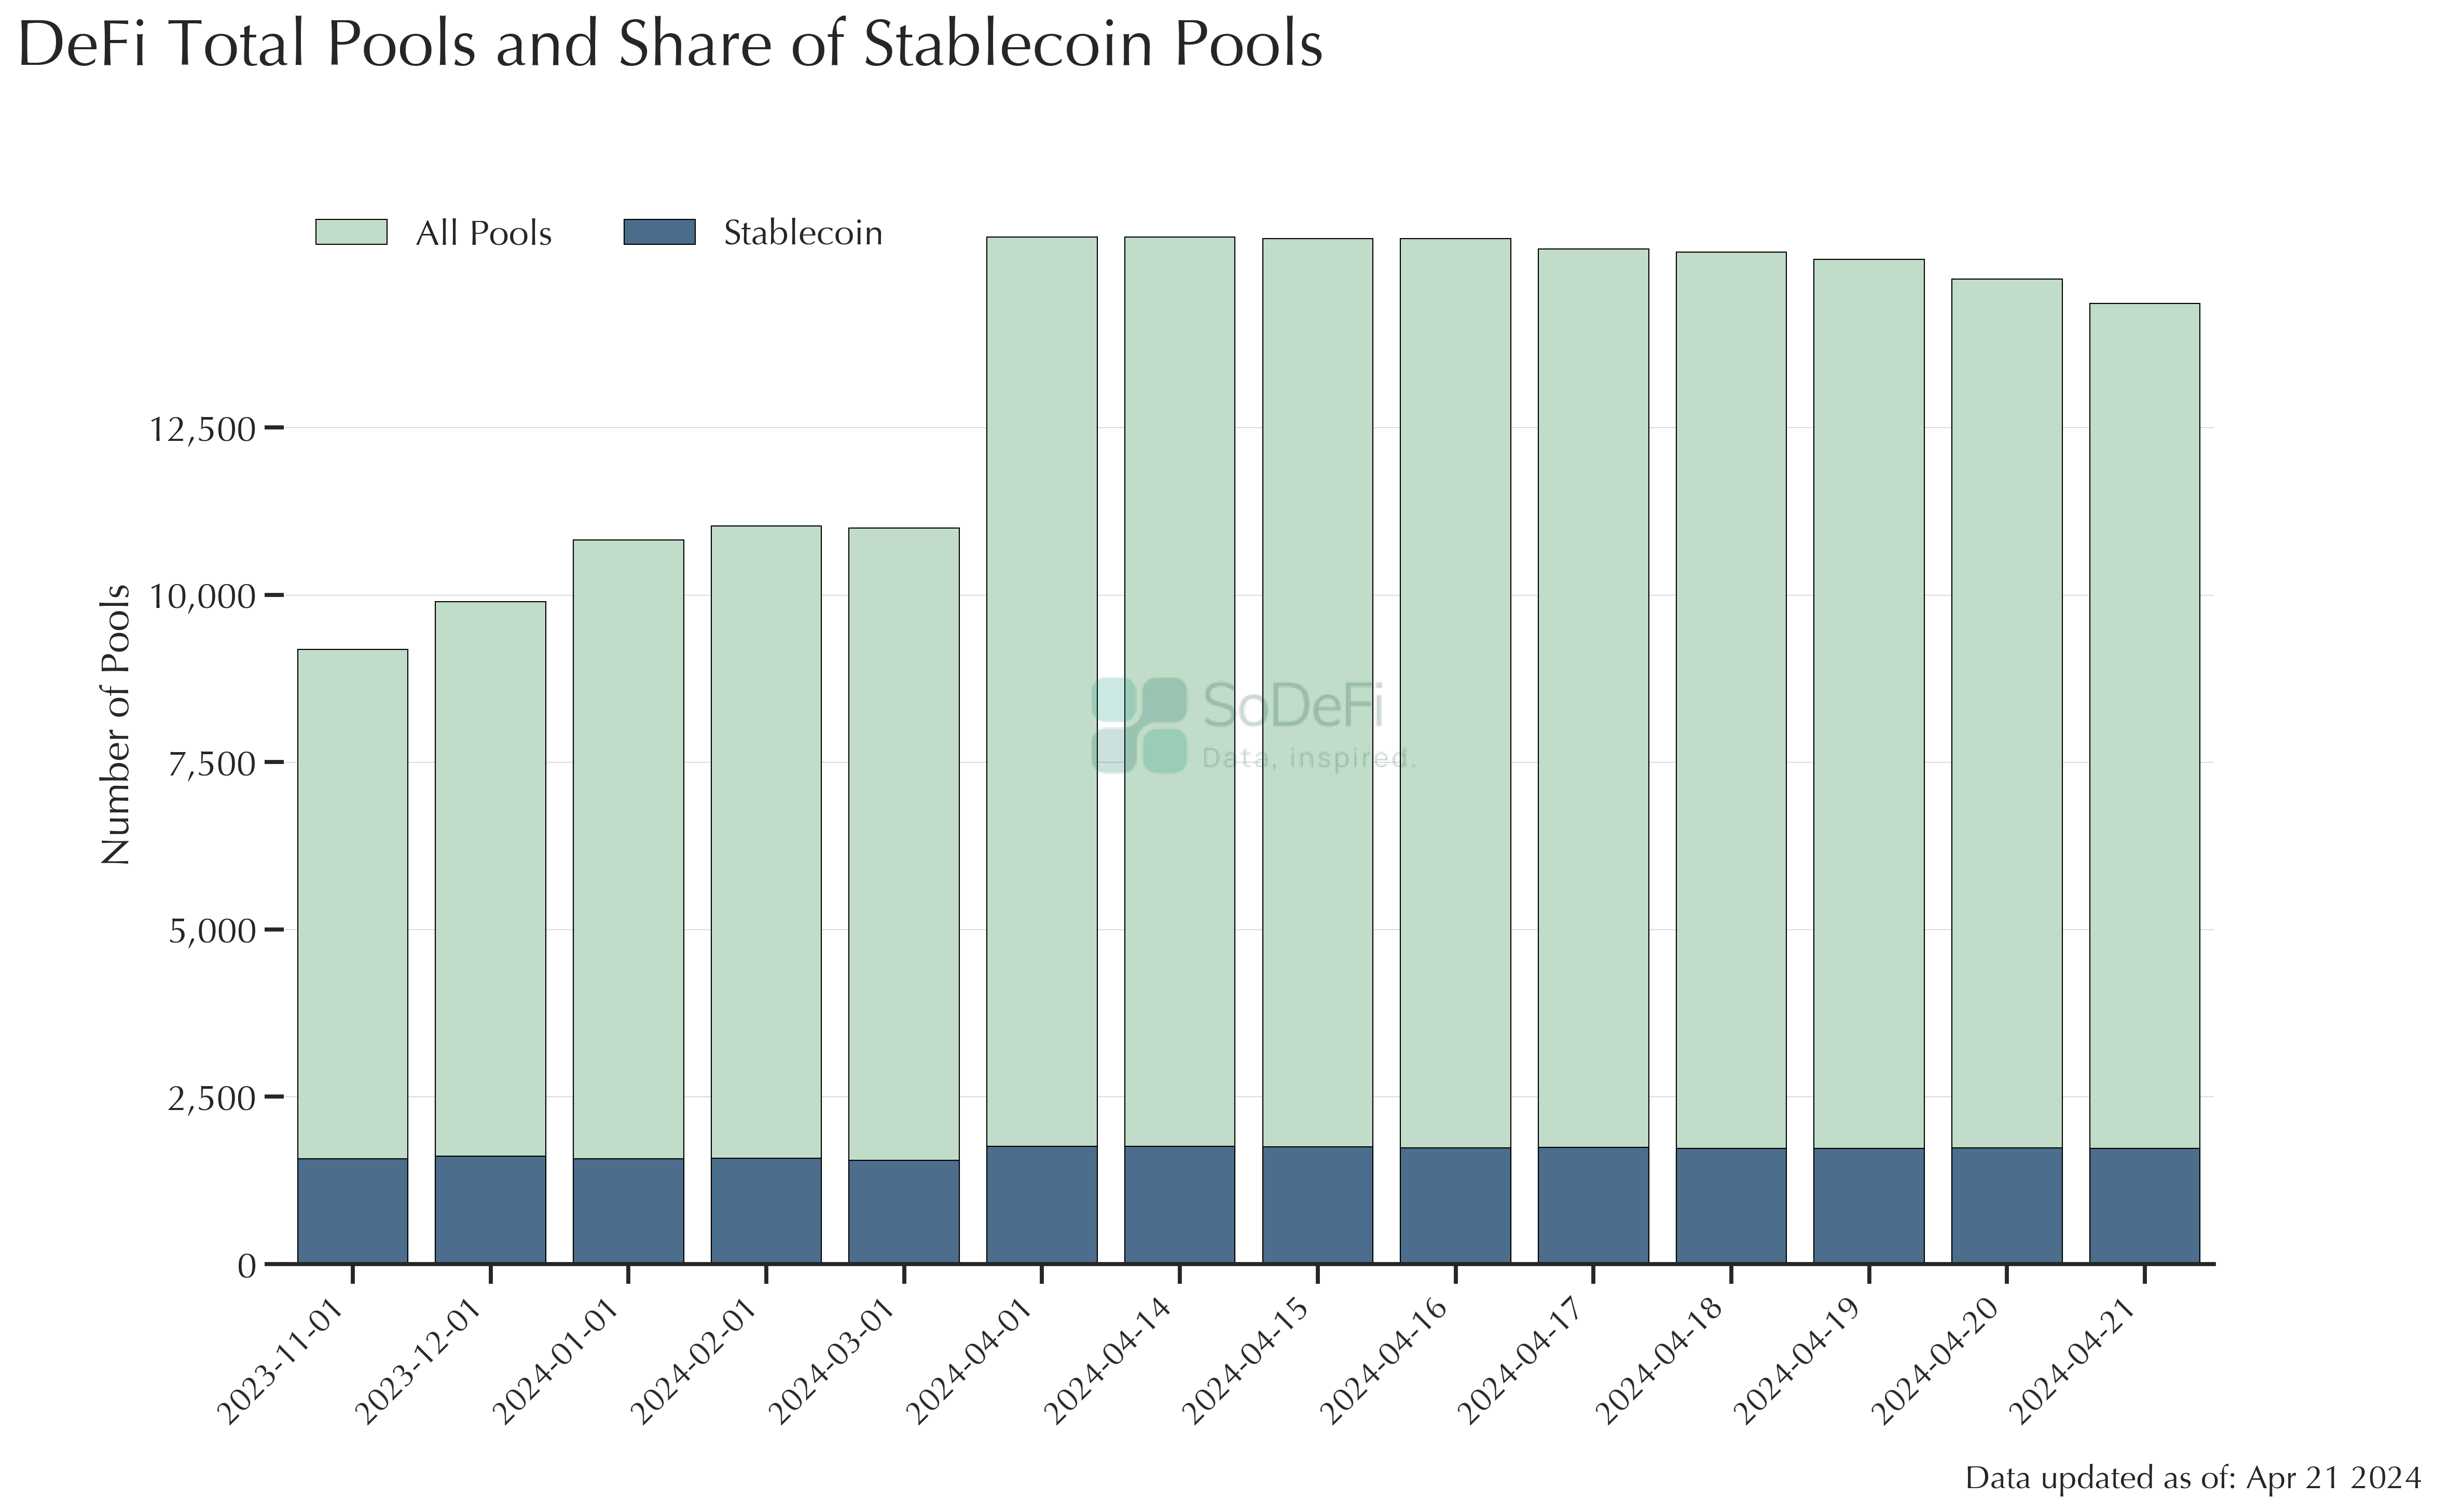 DeFi Total Pools and Share of Stablecoin Pools
All Pools
Stablecoin
12,500
10,000
7,500
5,000
2,500
0
Number of Pools
SoDeFi
Data, inspired.
2023-11-01
2023-12-01
2024-01-01
2024-02-01
2024-03-01
2024-04-01
2024-04-14
2024-04-15
2024-04-16
2024-04-17
2024-04-18
2024-04-19
2024-04-20
2024-04-21
Data updated as of: Apr 21 2024